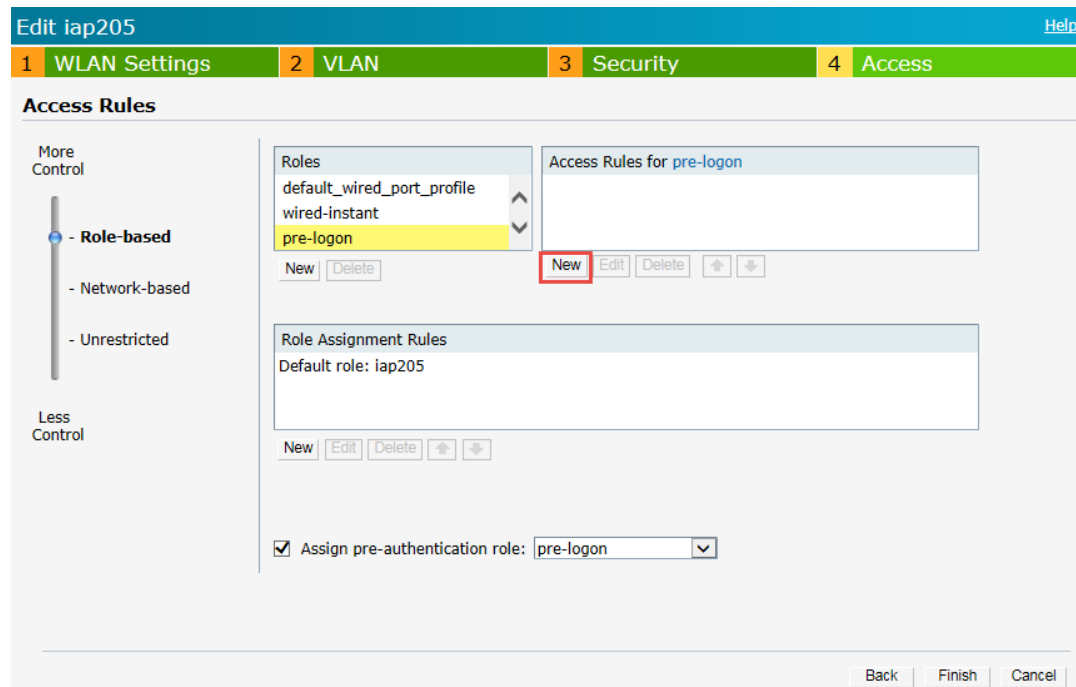 Edit iap205
Help
1 WLAN Settings
2 VLAN
3 Security
4 Access
Access Rules
More
Control
- Role-based
- Network-based
- Unrestricted
Less
Control
Roles
default_wired_port_profile
wired-instant
pre-logon
New Delete
Access Rules for pre-logon
New Edit Delete
Role Assignment Rules
Default role: iap205
New Edit Delete
Assign pre-authentication role: pre-logon
Back Finish Cancel